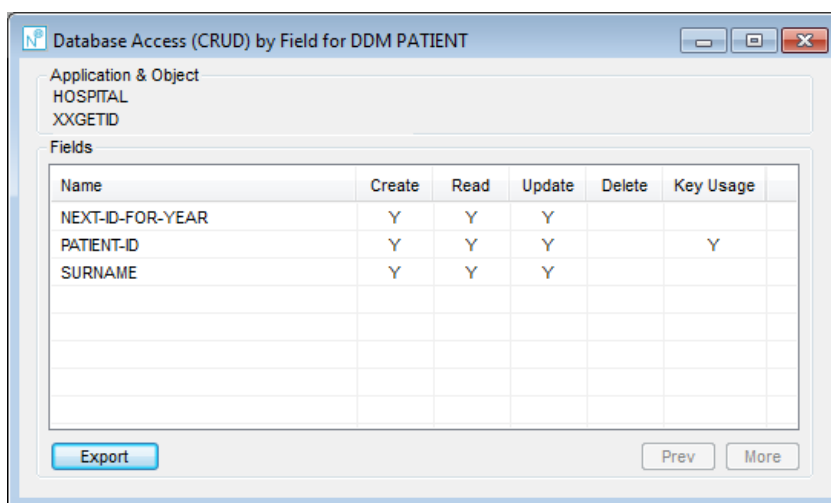 N Database Access (CRUD) by Field for DDM PATIENT
Application & Object
HOSPITAL
XXGETID
Fields
Name Create Read Update Delete Key Usage
NEXT-ID-FOR-YEAR Y Y Y
PATIENT-ID Y Y Y Y
SURNAME Y Y Y
Export Prev More